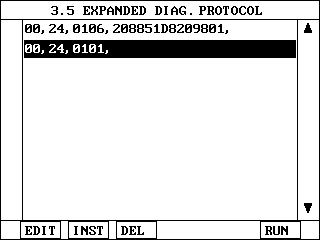 3.5 EXPANDED DIAG. PROTOCOL
00,24,0106,208851D8209801,
00,24,0101,
EDIT INST DEL RUN